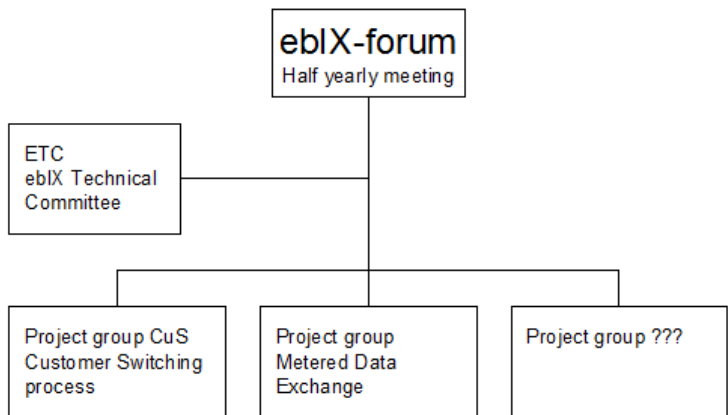 ebIX-forum
Half yearly meeting
ETC
ebIX Technical
Committee
Project group CuS
Customer Switching
process
Project group
Metered Data
Exchange
Project group ???